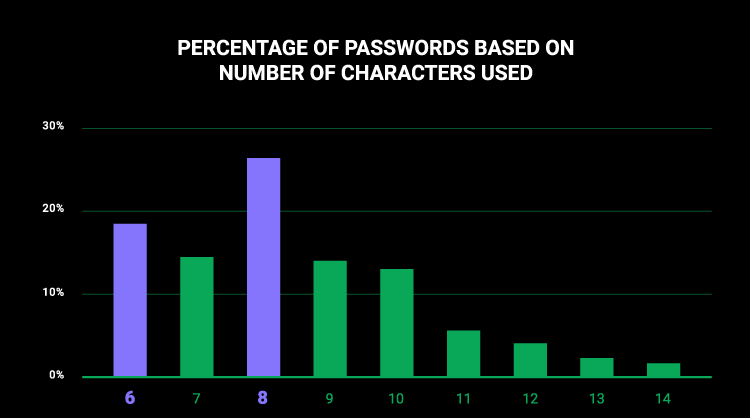 PERCENTAGE OF PASSWORDS BASED ON
NUMBER OF CHARACTERS USED
30%
20%
10%
0%
6 7 8 9 10 11 12 13 14